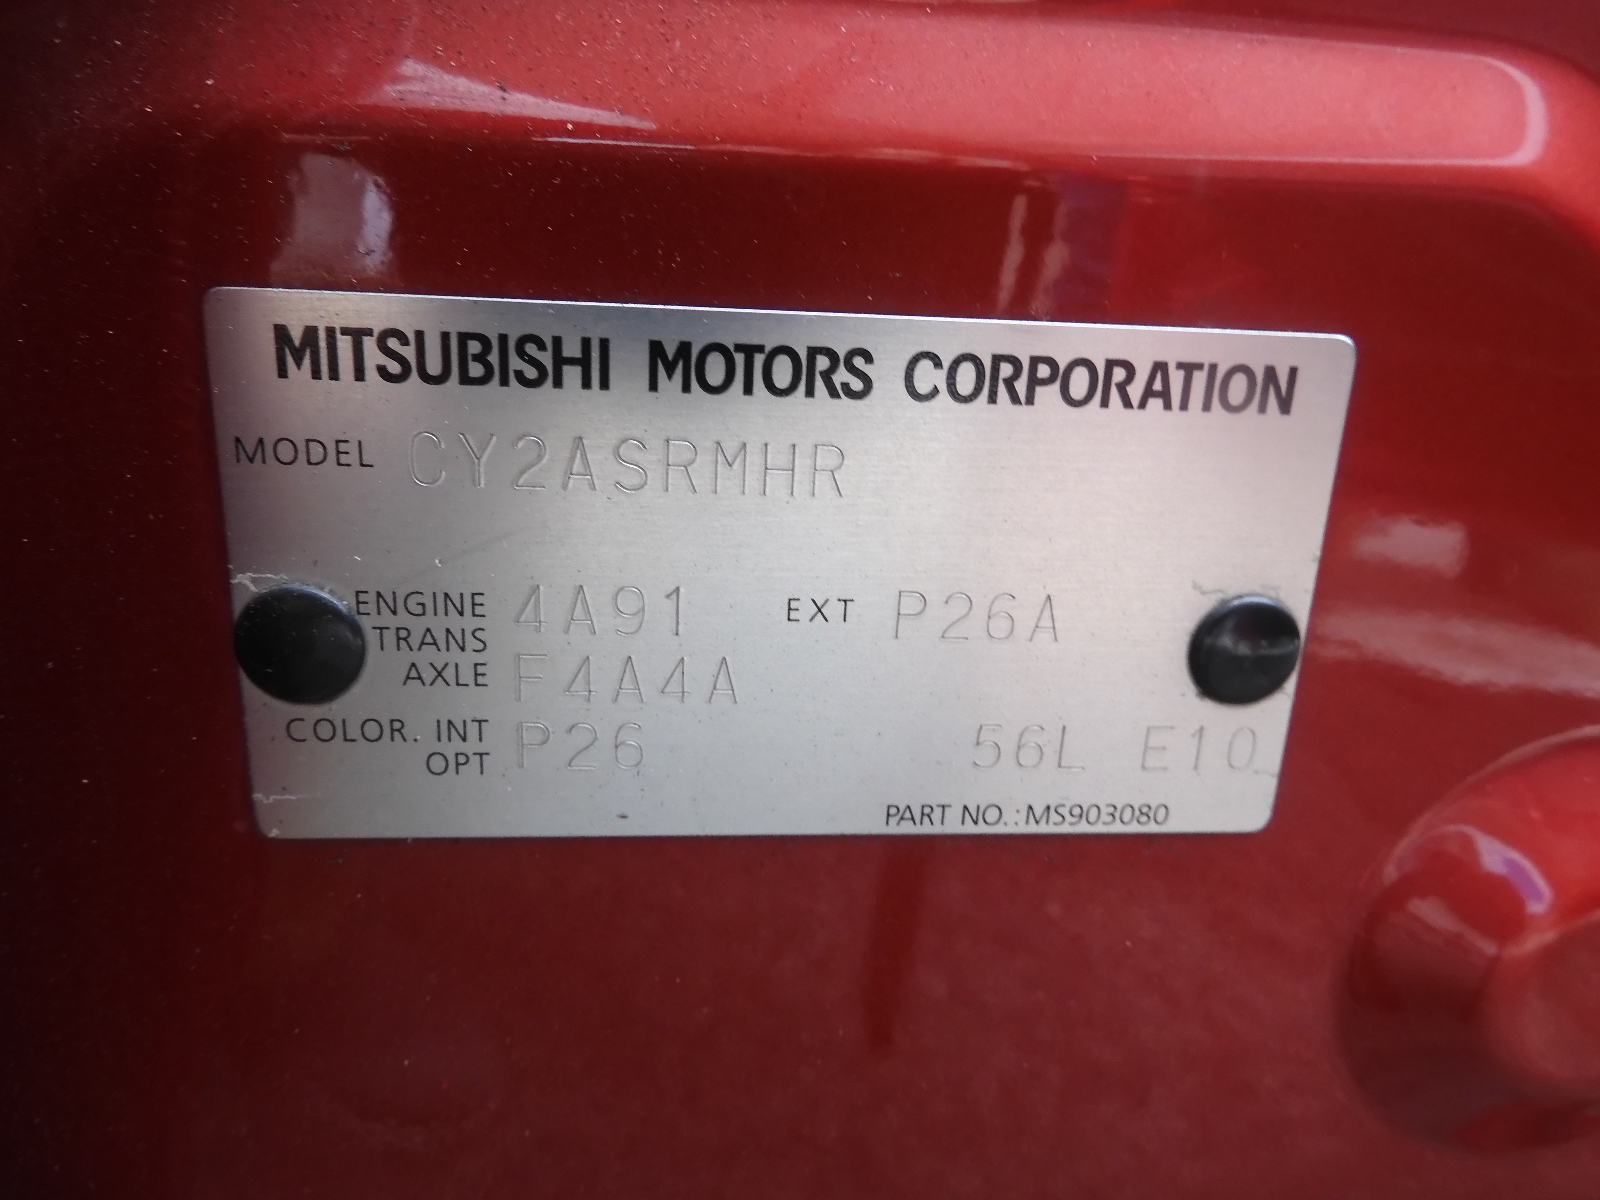 MITSUBISHI MOTORS CORPORATION
MODEL CY2ASRMHR
ENGINE 4A91 EXT P26A
TRANS
AXLE F4A4A
COLOR. INT
OPT P26 56L E10
PART NO.:MS903080